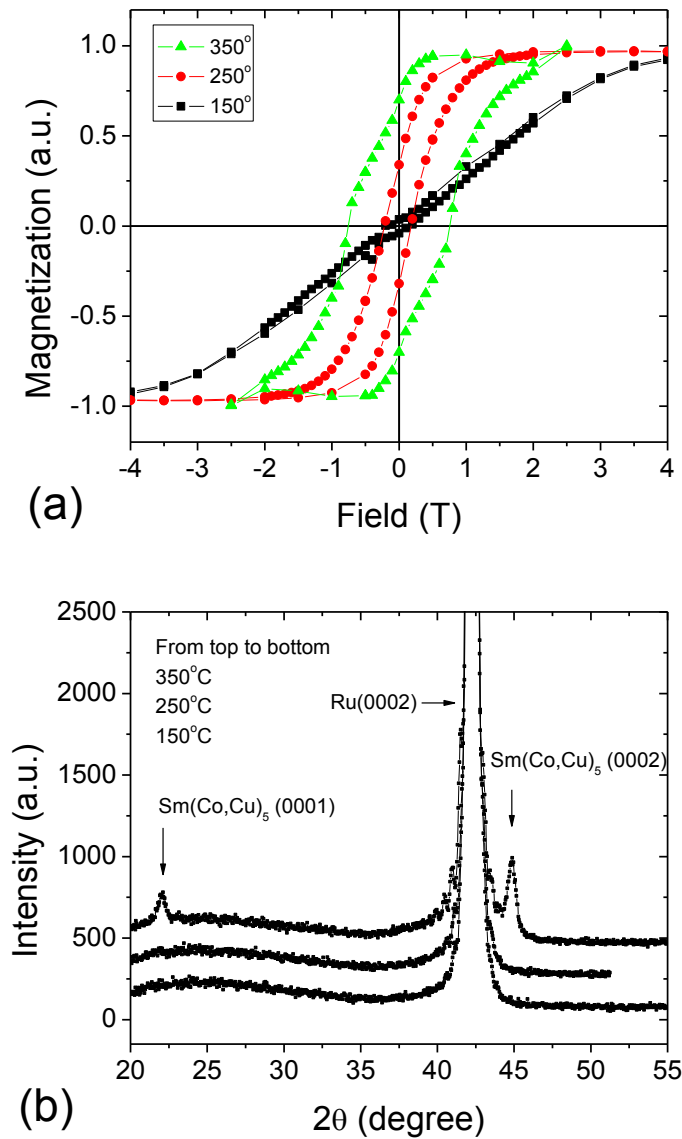 1.0
0.5
0.0
-0.5
-1.0
Magnetization (a.u.)
350°
250°
150°
-4 -3 -2 -1 0 1 2 3 4
Field (T)
(a)
2500
2000
1500
1000
500
0
Intensity (a.u.)
From top to bottom
350°C
250°C
150°C
Ru(0002)
Sm(Co,Cu)₅ (0002)
Sm(Co,Cu)₅ (0001)
20 25 30 35 40 45 50 55
2θ (degree)
(b)